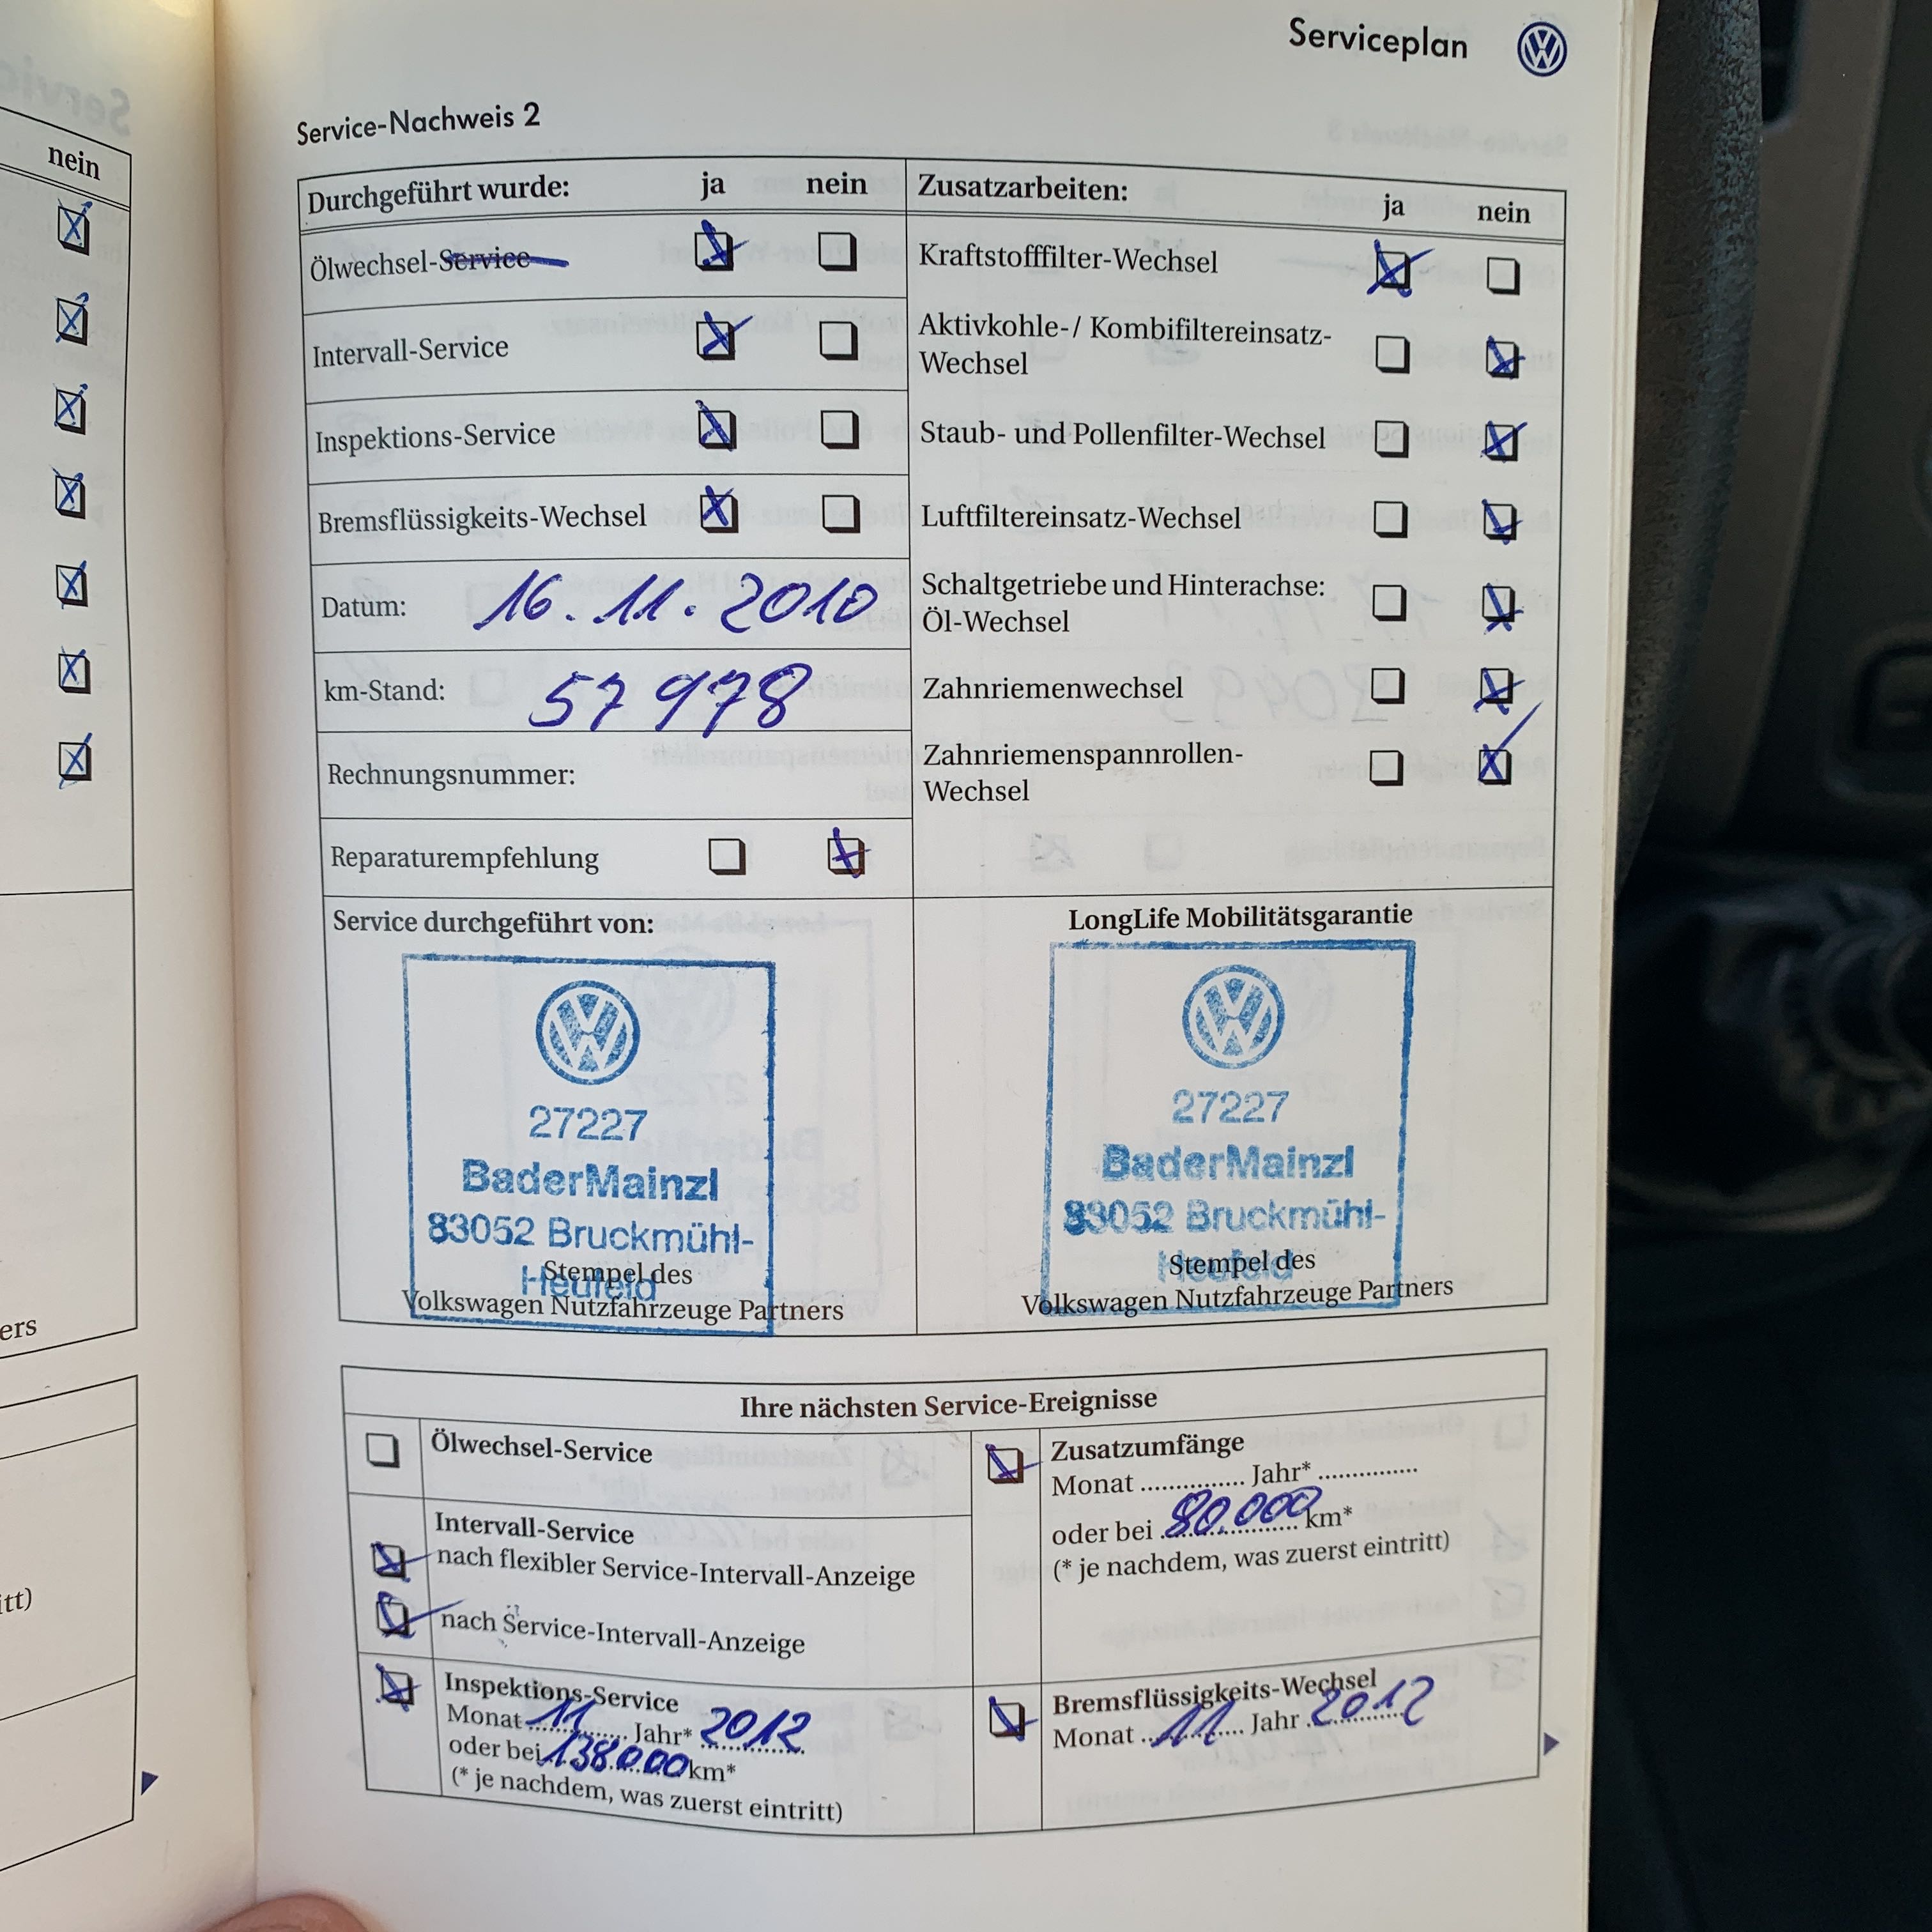 nein
ers
itt)
Serviceplan
Service-Nachweis 2
Durchgeführt wurde: ja nein
Ölwechsel-Service
Intervall-Service
Inspektions-Service
Bremsflüssigkeits-Wechsel
Datum: 16.11.2010
km-Stand: 57978
Rechnungsnummer:
Reparaturempfehlung
Zusatzarbeiten: ja nein
Kraftstofffilter-Wechsel
Aktivkohle-/ Kombifiltereinsatz-
Wechsel
Staub- und Pollenfilter-Wechsel
Luftfiltereinsatz-Wechsel
Schaltgetriebe und Hinterachse:
Öl-Wechsel
Zahnriemenwechsel
Zahnriemenspannrollen-
Wechsel
Service durchgeführt von:
27227
BaderMainzl
83052 Bruckmühl-
Heufeld
Stempel des
Volkswagen Nutzfahrzeuge Partners
LongLife Mobilitätsgarantie
27227
BaderMainzl
83052 Bruckmühl-
Heufeld
Stempel des
Volkswagen Nutzfahrzeuge Partners
Ihre nächsten Service-Ereignisse
Ölwechsel-Service
Intervall-Service
nach flexibler Service-Intervall-Anzeige
nach Service-Intervall-Anzeige
Inspektions-Service
Monat 11 Jahr* 2012
oder bei 138.000 km*
(* je nachdem, was zuerst eintritt)
Zusatzumfänge
Monat ............... Jahr* ...............
oder bei 80.000 km*
(* je nachdem, was zuerst eintritt)
Bremsflüssigkeits-Wechsel
Monat 11 Jahr 2012